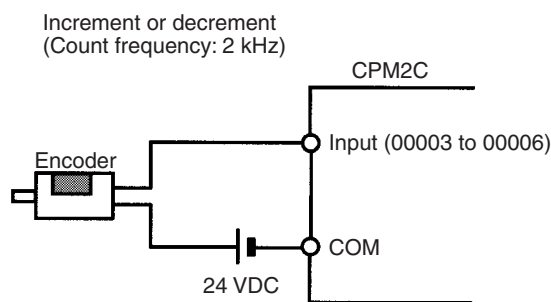 Increment or decrement
(Count frequency: 2 kHz)
CPM2C
Input (00003 to 00006)
Encoder
COM
24 VDC